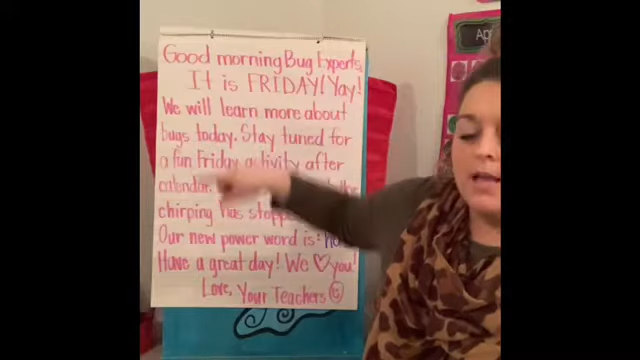 Good morning Bug Experts,
It is FRIDAY! Yay!
We will learn more about
bugs today. Stay tuned for
a fun Friday activity after
calendar.
chirping has
Our new power word is:
Have a great day! We ♡ you!
Love, Your Teachers ☺